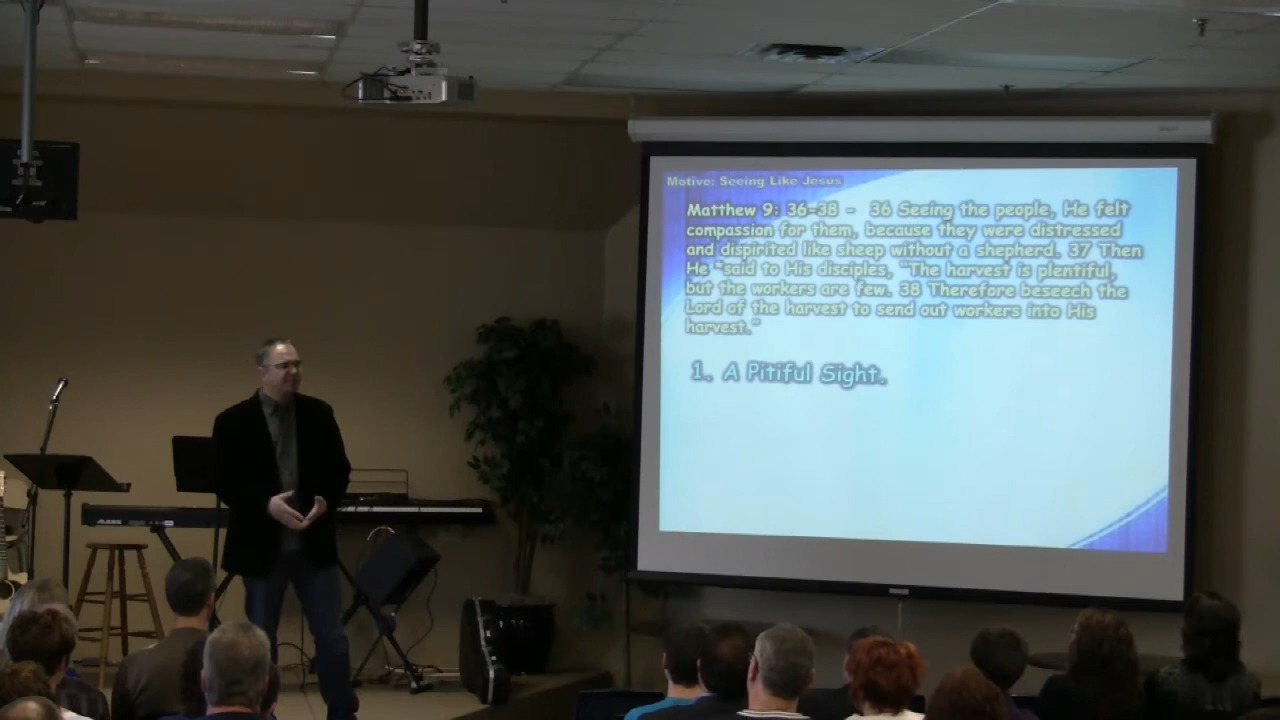 Motive: Seeing Like Jesus
Matthew 9: 36=38 - 36 Seeing the people, He felt
compassion for them, because they were distressed
and dispirited like sheep without a shepherd. 37 Then
He *said to His disciples, "The harvest is plentiful,
but the workers are few. 38 Therefore beseech the
Lord of the harvest to send out workers into His
harvest."
1. A Pitiful Sight.
ALESIS